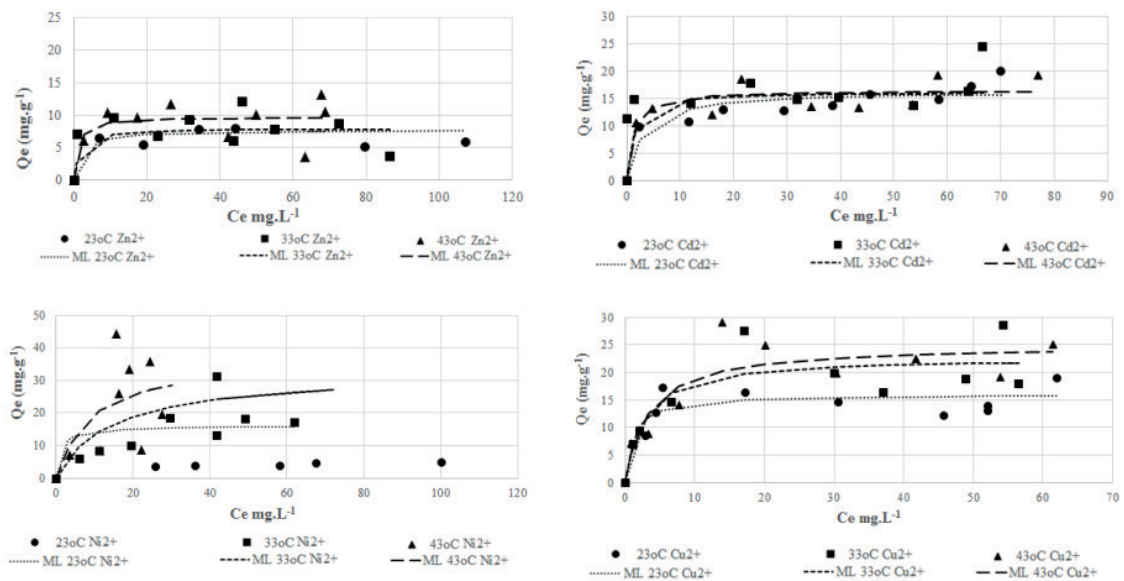 25
20
15
10
5
0
Qe (mg.g-1)
0 20 40 60 80 100 120
Ce mg.L-1
23oC Zn2+ 33oC Zn2+ 43oC Zn2+
ML 23oC Zn2+ ML 33oC Zn2+ ML 43oC Zn2+
30
25
20
15
10
5
0
Qe (mg.g-1)
0 10 20 30 40 50 60 70 80 90
Ce mg.L-1
23oC Cd2+ 33oC Cd2+ 43oC Cd2+
ML 23oC Cd2+ ML 33oC Cd2+ ML 43oC Cd2+
50
40
30
20
10
0
Qe (mg.g-1)
0 20 40 60 80 100 120
Ce mg.L-1
23oC Ni2+ 33oC Ni2+ 43oC Ni2+
ML 23oC Ni2+ ML 33oC Ni2+ ML 43oC Ni2+
30
25
20
15
10
5
0
Qe (mg.g-1)
0 10 20 30 40 50 60 70
Ce mg.L-1
23oC Cu2+ 33oC Cu2+ 43oC Cu2+
ML 23oC Cu2+ ML 33oC Cu2+ ML 43oC Cu2+